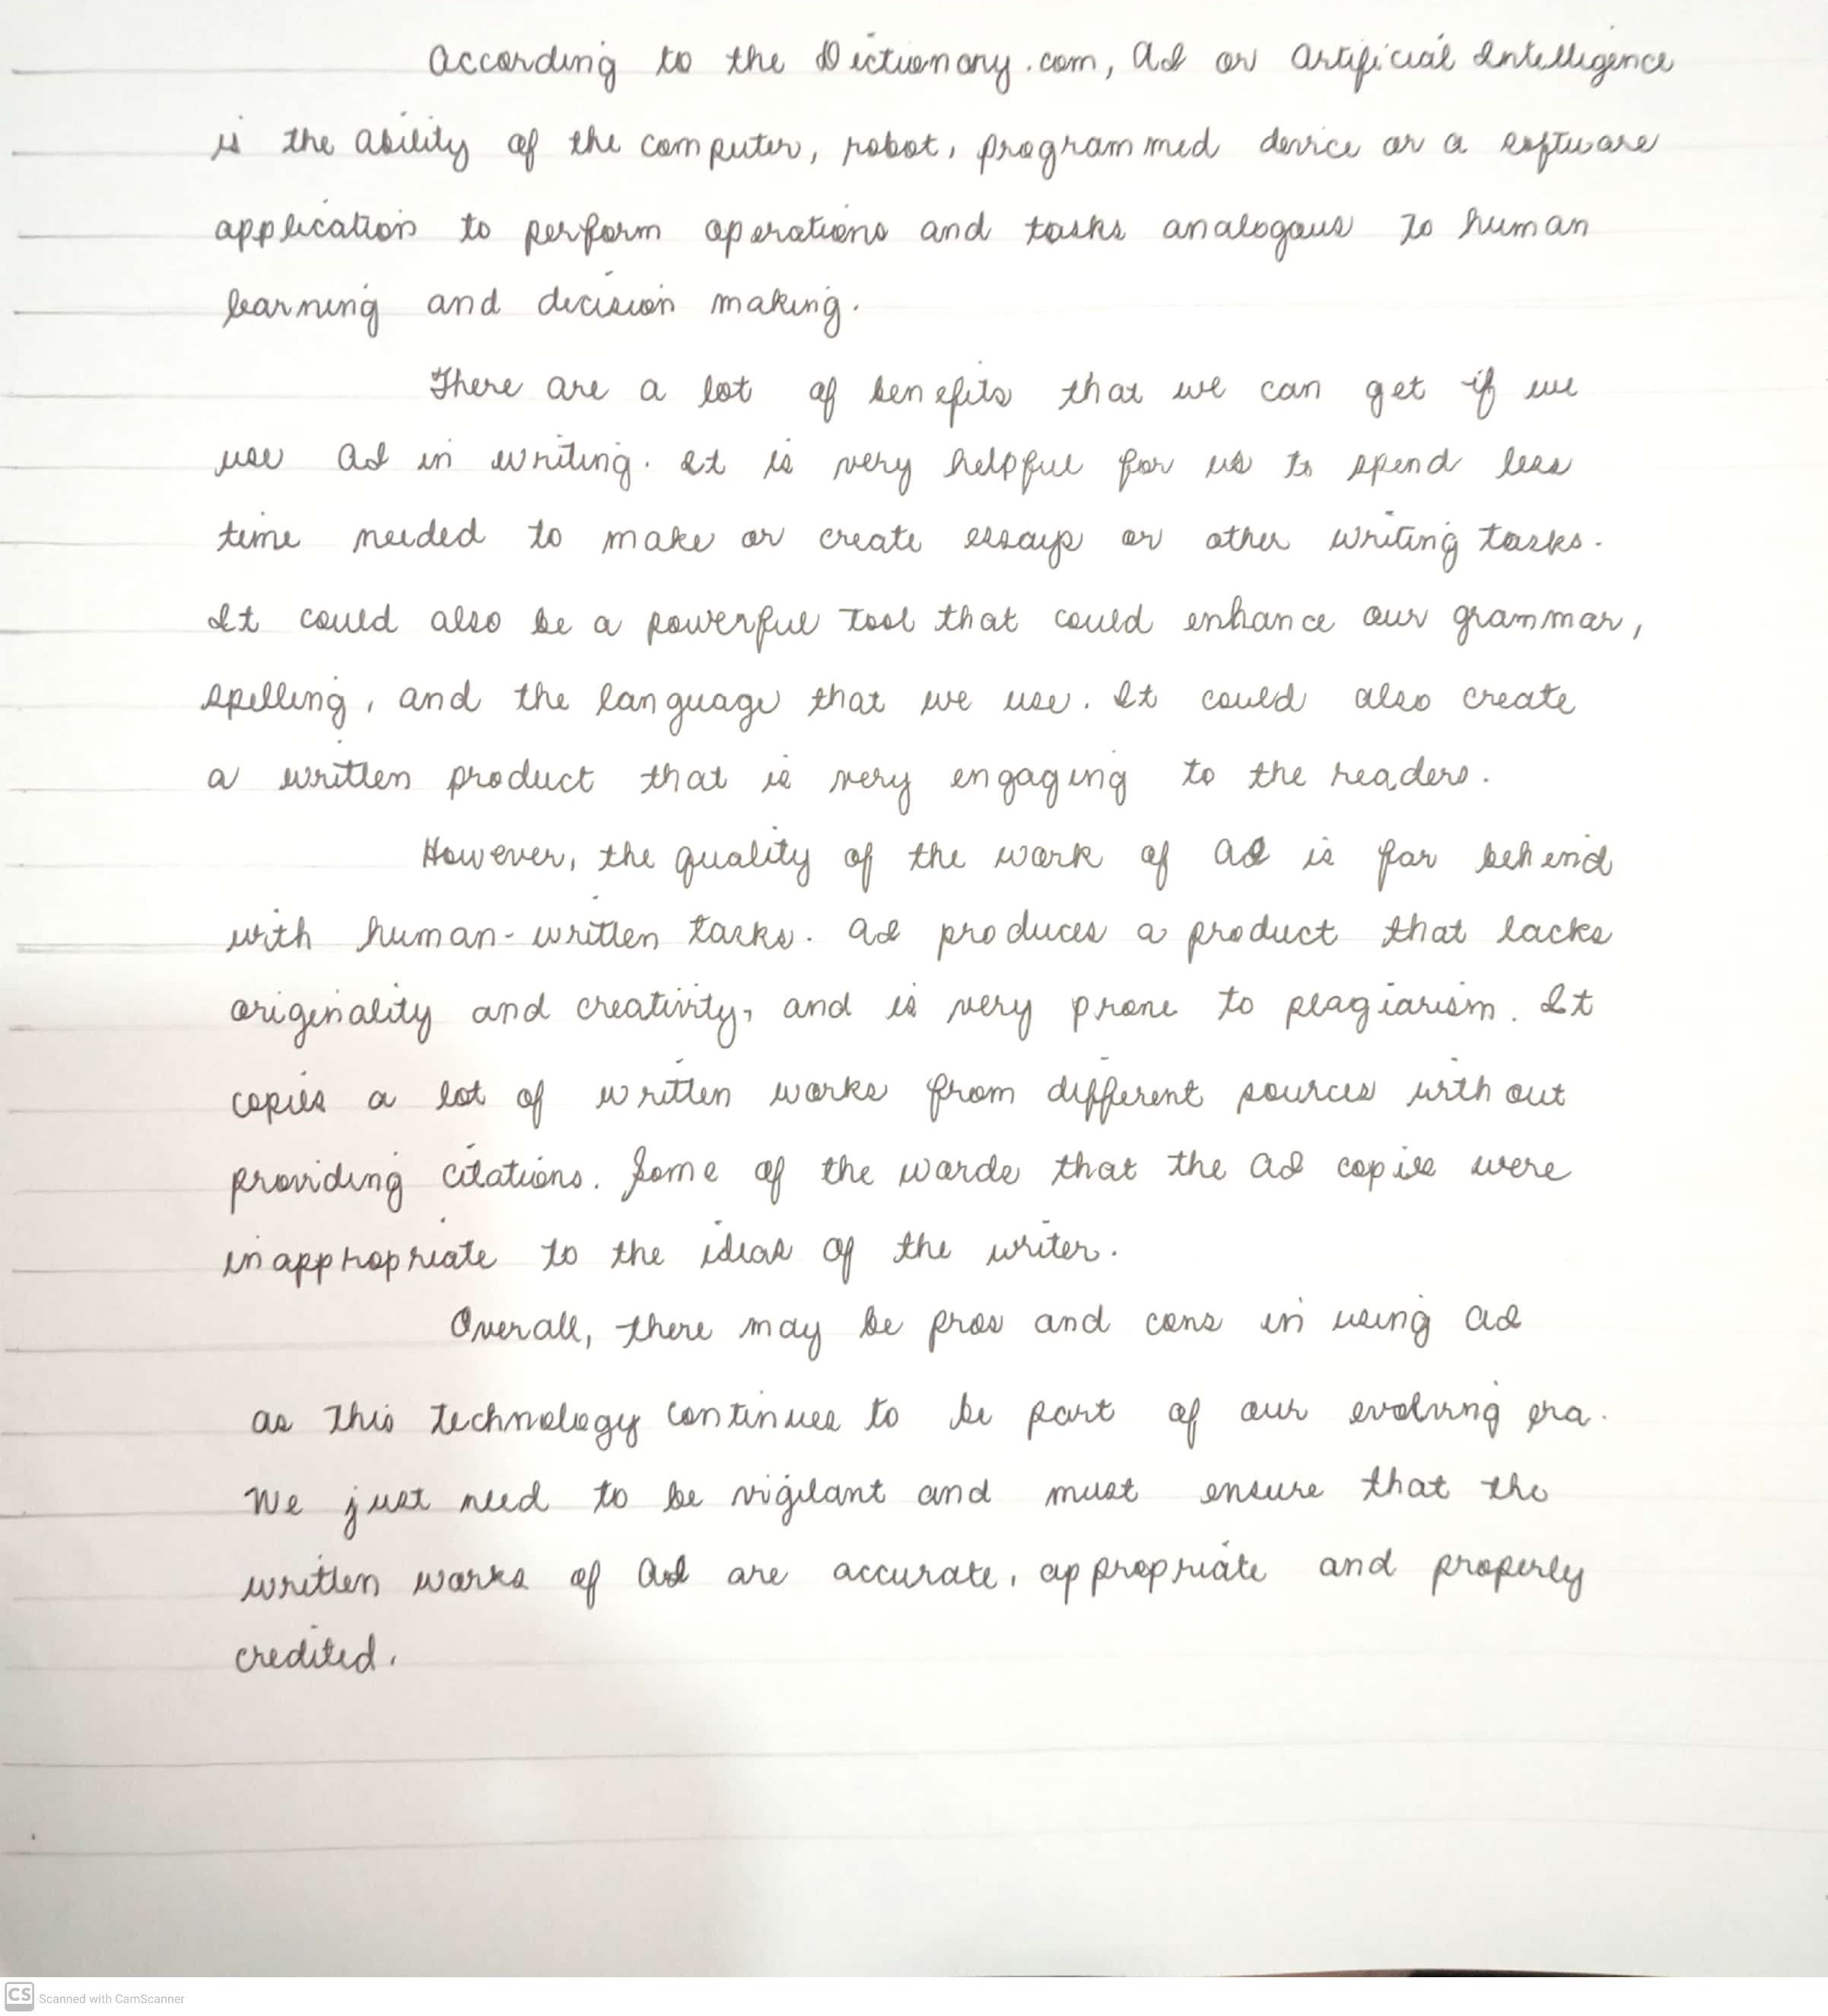 According to the Dictionary.com, AI or Artificial Intelligence
is the ability of the computer, robot, programmed device or a software
application to perform operations and tasks analogous to human
learning and decision making.
There are a lot of benefits that we can get if we
use AI in writing. It is very helpful for us to spend less
time needed to make or create essays or other writing tasks.
It could also be a powerful tool that could enhance our grammar,
spelling, and the language that we use. It could also create
a written product that is very engaging to the readers.
However, the quality of the work of AI is far behind
with human-written tasks. AI produces a product that lacks
originality and creativity, and is very prone to plagiarism. It
copies a lot of written works from different sources without
providing citations. Some of the words that the AI copies were
inappropriate to the ideas of the writer.
Overall, there may be pros and cons in using AI
as this technology continues to be part of our evolving era.
We just need to be vigilant and must ensure that the
written works of AI are accurate, appropriate and properly
credited.
CS Scanned with CamScanner